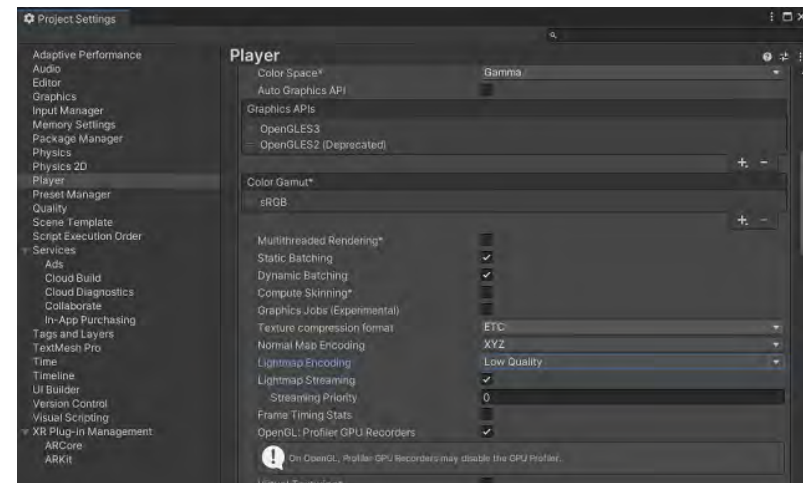 Project Settings
Adaptive Performance
Audio
Editor
Graphics
Input Manager
Memory Settings
Package Manager
Physics
Physics 2D
Player
Preset Manager
Quality
Scene Template
Script Execution Order
Services
Ads
Cloud Build
Cloud Diagnostics
Collaborate
In-App Purchasing
Tags and Layers
TextMesh Pro
Time
Timeline
UI Builder
Version Control
Visual Scripting
XR Plug-in Management
ARCore
ARKit
Player
Color Space* Gamma
Auto Graphics API
Graphics APIs
OpenGLES3
OpenGLES2 (Deprecated)
Color Gamut*
sRGB
Multithreaded Rendering*
Static Batching
Dynamic Batching
Compute Skinning*
Graphics Jobs (Experimental)
Texture compression format ETC
Normal Map Encoding XYZ
Lightmap Encoding Low Quality
Lightmap Streaming
Streaming Priority 0
Frame Timing Stats
OpenGL: Profiler GPU Recorders
On OpenGL, Profiler GPU Recorders may disable the GPU Profiler.